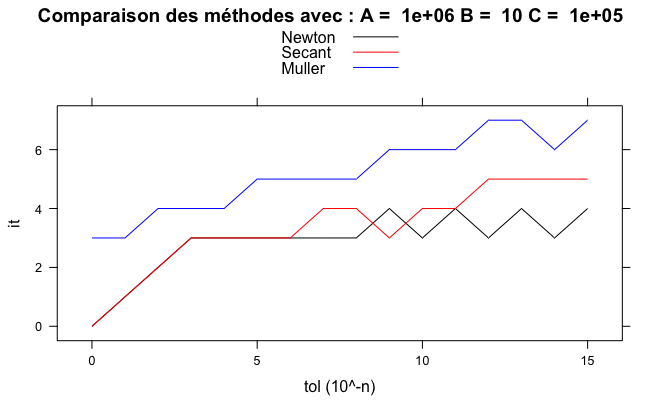 Comparaison des méthodes avec : A =  1e+06 B =  10 C =  1e+05
Newton
Secant
Muller
6
4
2
0
it
0 5 10 15
tol (10^-n)